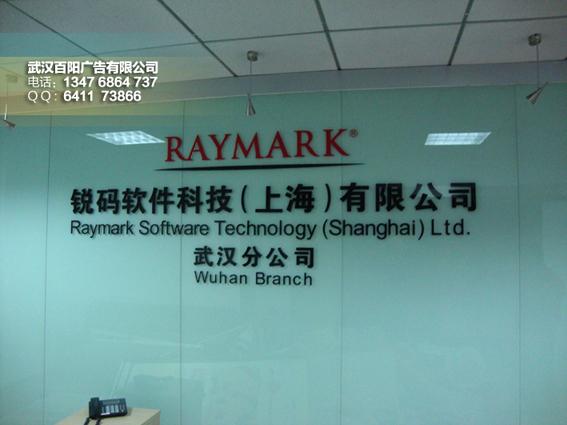 武汉百阳广告有限公司
电话：1347 6864 737
QQ：6411 73866
RAYMARK®
锐码软件科技（上海）有限公司
Raymark Software Technology (Shanghai) Ltd.
武汉分公司
Wuhan Branch